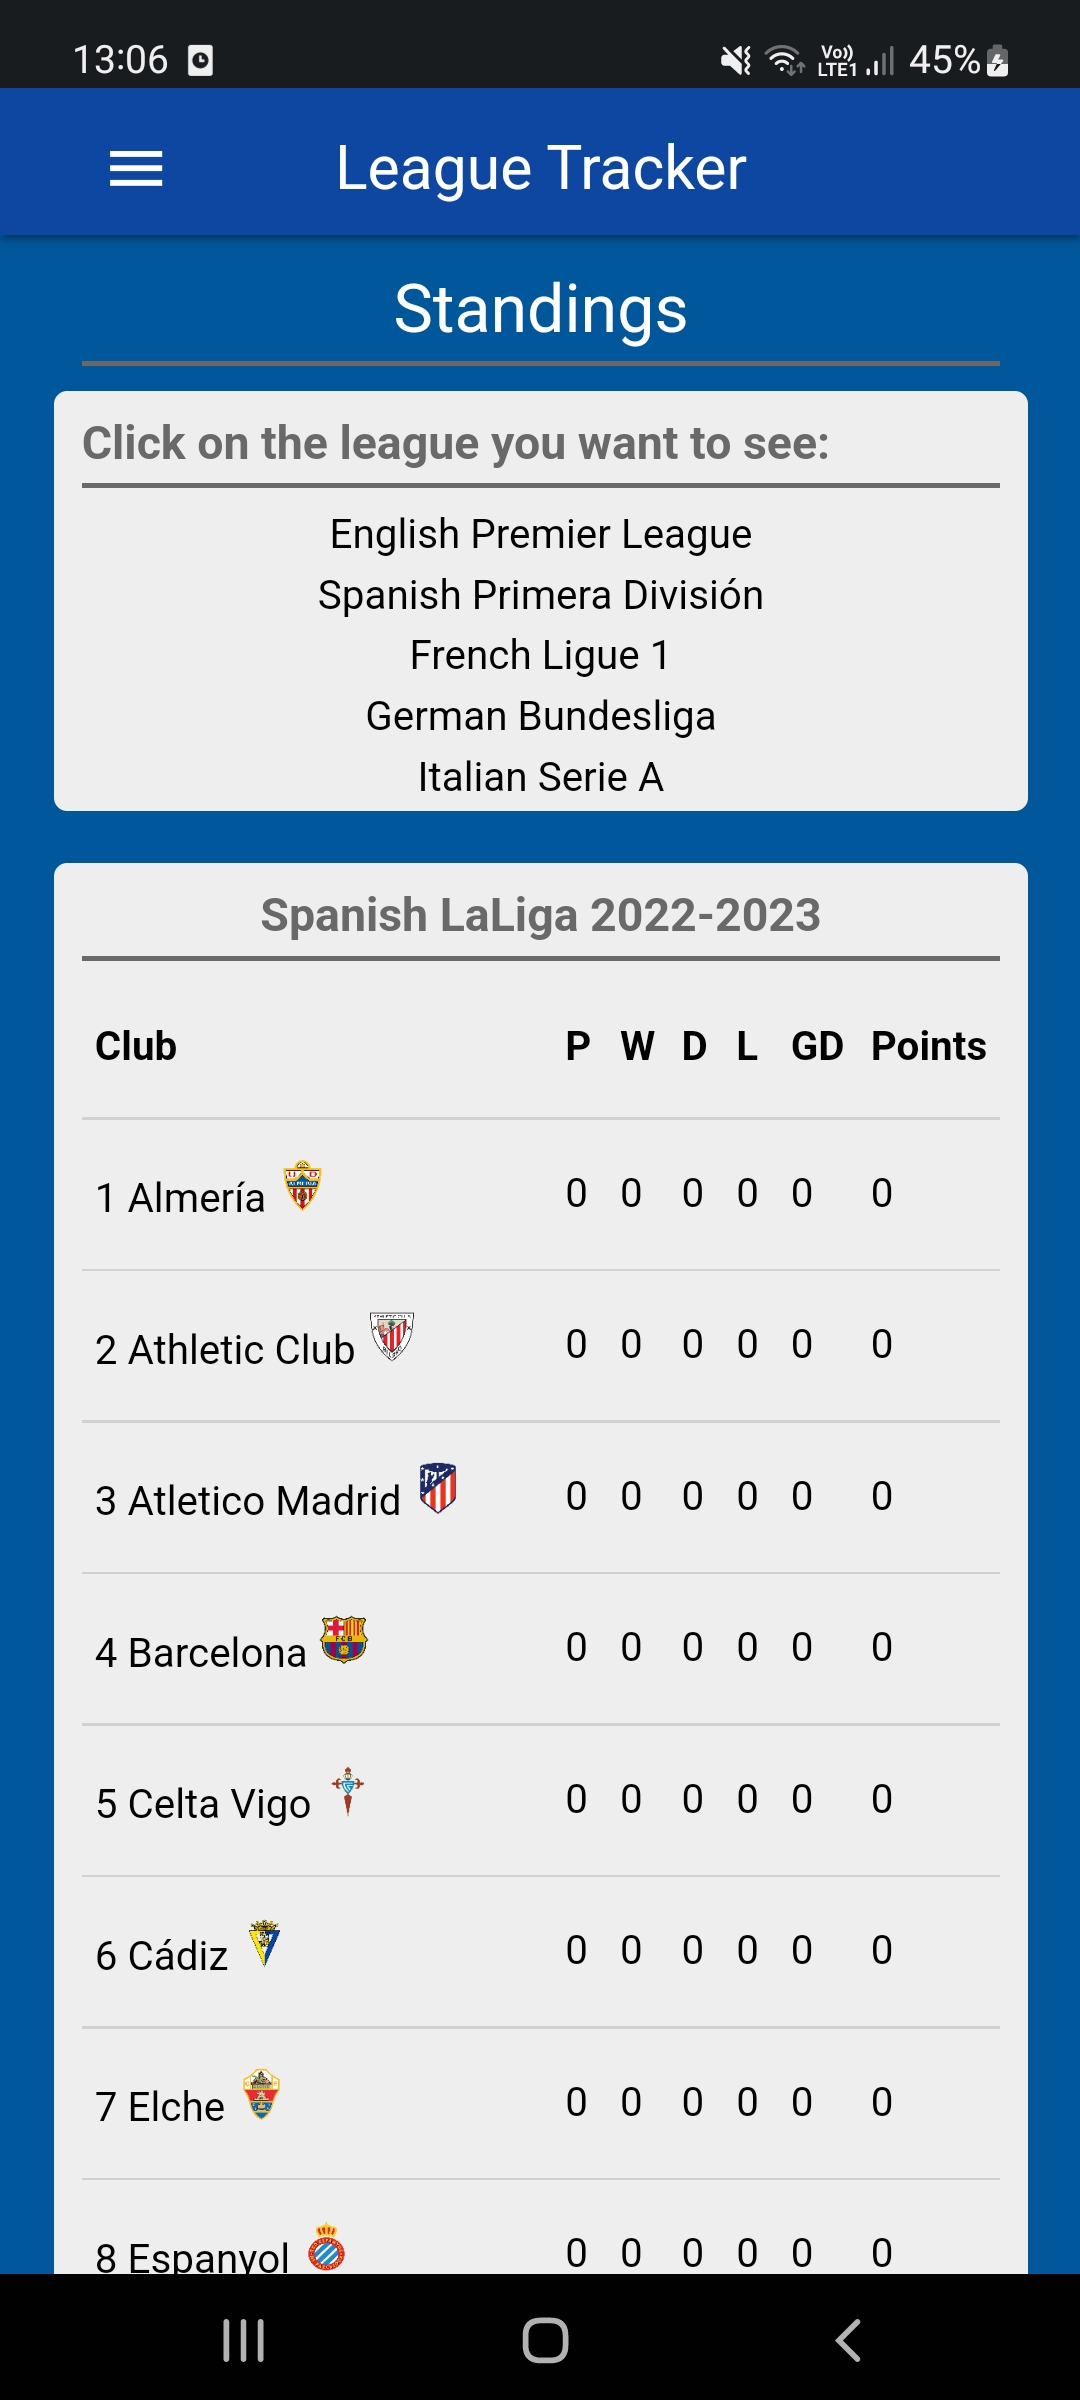 13:06 Vo)) LTE1 45%
League Tracker
Standings
Click on the league you want to see:
English Premier League
Spanish Primera División
French Ligue 1
German Bundesliga
Italian Serie A
Spanish LaLiga 2022-2023
Club P W D L GD Points
1 Almería 0 0 0 0 0 0
2 Athletic Club 0 0 0 0 0 0
3 Atletico Madrid 0 0 0 0 0 0
4 Barcelona 0 0 0 0 0 0
5 Celta Vigo 0 0 0 0 0 0
6 Cádiz 0 0 0 0 0 0
7 Elche 0 0 0 0 0 0
8 Espanyol 0 0 0 0 0 0